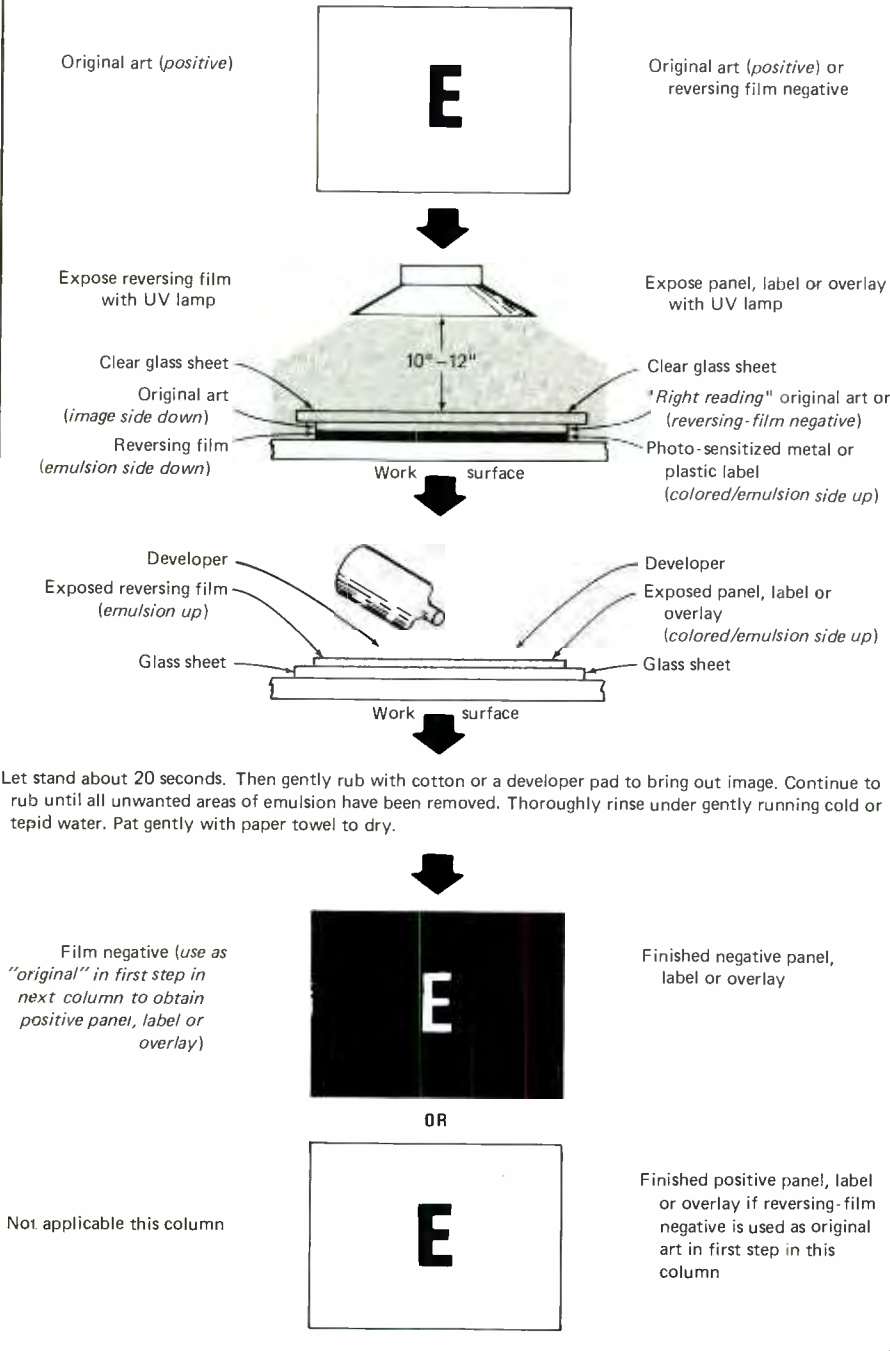 Original art (positive)
E
Original art (positive) or
reversing film negative
Expose reversing film
with UV lamp
Expose panel, label or overlay
with UV lamp
10"–12"
Clear glass sheet
Original art
(image side down)
Reversing film
(emulsion side down)
Clear glass sheet
"Right reading" original art or
(reversing-film negative)
Photo-sensitized metal or
plastic label
(colored/emulsion side up)
Work surface
Developer
Exposed reversing film
(emulsion up)
Glass sheet
Developer
Exposed panel, label or
overlay
(colored/emulsion side up)
Glass sheet
Work surface
Let stand about 20 seconds. Then gently rub with cotton or a developer pad to bring out image. Continue to
rub until all unwanted areas of emulsion have been removed. Thoroughly rinse under gently running cold or
tepid water. Pat gently with paper towel to dry.
Film negative (use as
"original" in first step in
next column to obtain
positive panel, label or
overlay)
E
Finished negative panel,
label or overlay
OR
Not applicable this column
E
Finished positive panel, label
or overlay if reversing-film
negative is used as original
art in first step in this
column